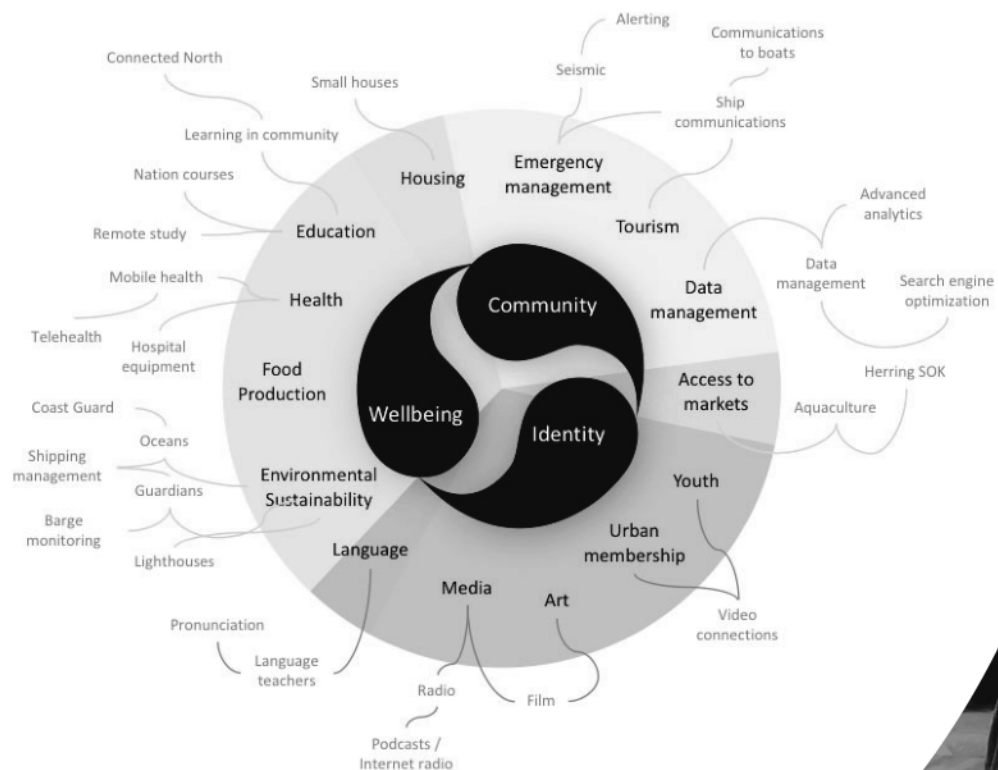 Alerting
Communications
to boats
Connected North
Small houses
Seismic
Ship
communications
Learning in community
Housing
Emergency
management
Nation courses
Advanced
analytics
Remote study
Education
Tourism
Mobile health
Data
management
Search engine
optimization
Health
Community
Data
management
Telehealth
Hospital
equipment
Food
Production
Access to
markets
Herring SOK
Coast Guard
Wellbeing
Identity
Aquaculture
Oceans
Shipping
management
Guardians
Environmental
Sustainability
Youth
Barge
monitoring
Urban
membership
Lighthouses
Language
Media
Art
Video
connections
Pronunciation
Language
teachers
Radio
Film
Podcasts /
Internet radio